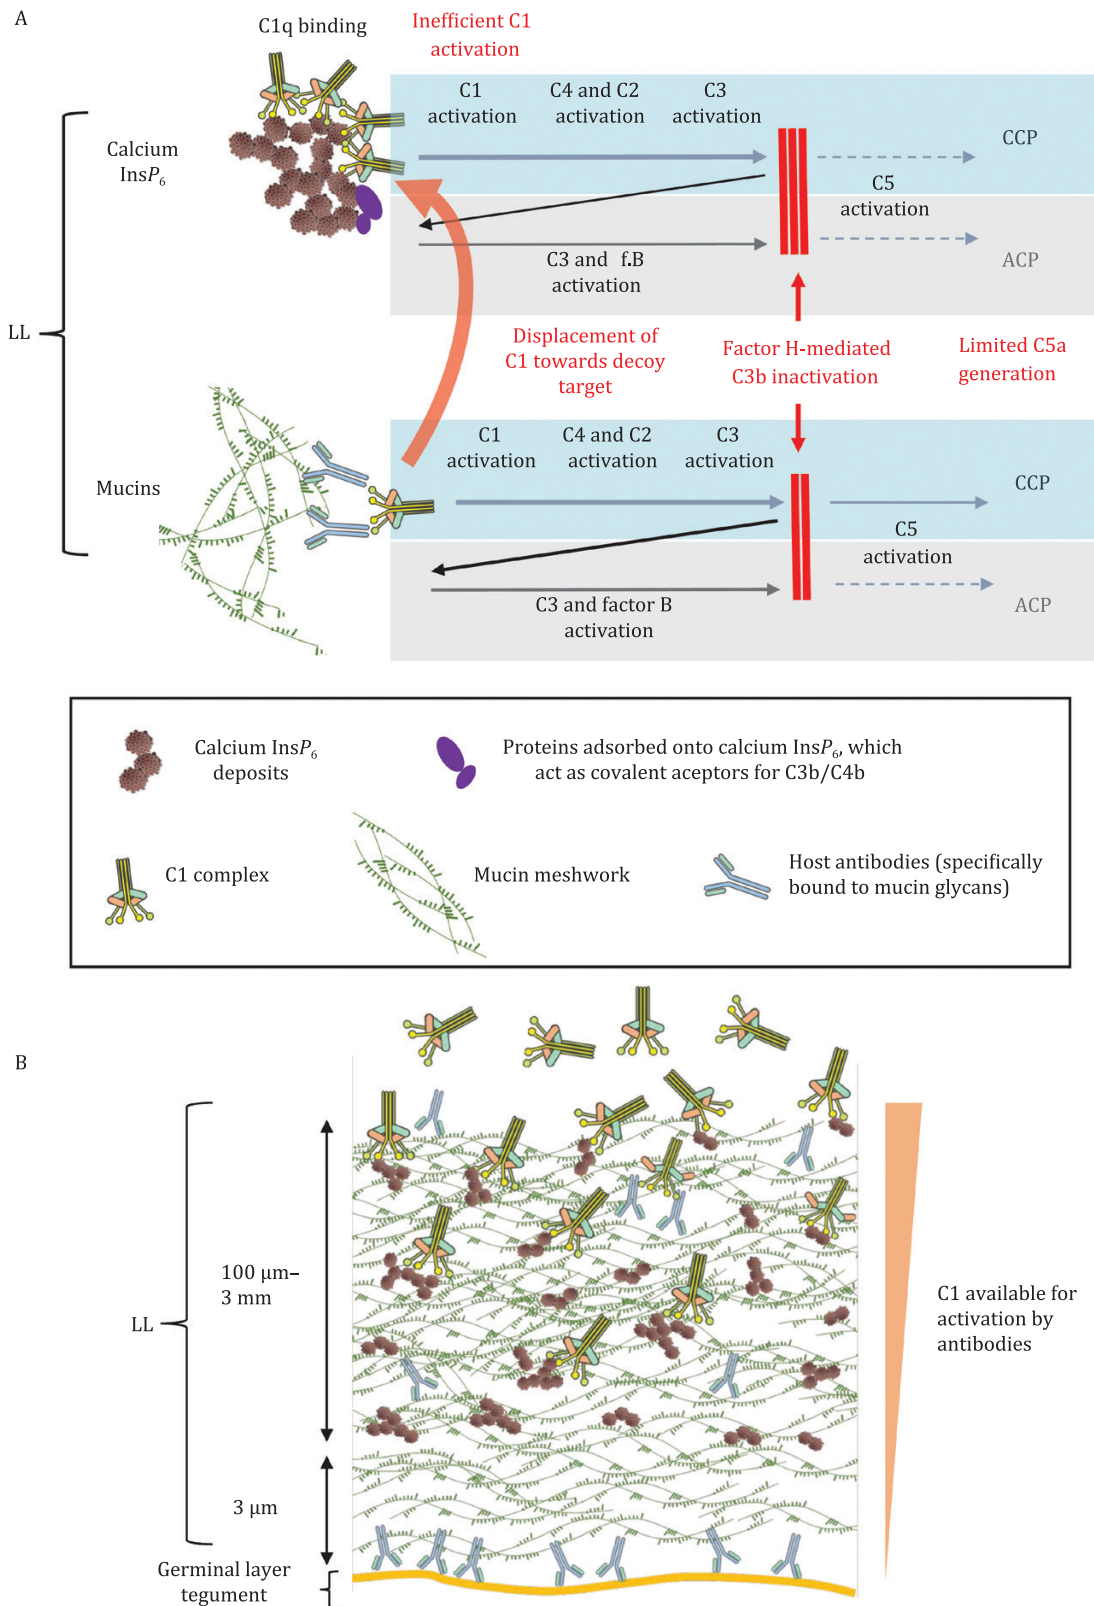 A
C1q binding
Inefficient C1
activation
C1
activation
C4 and C2
activation
C3
activation
CCP
Calcium
InsP₆
C5
activation
C3 and f.B
activation
ACP
LL
Displacement of
C1 towards decoy
target
Factor H-mediated
C3b inactivation
Limited C5a
generation
C1
activation
C4 and C2
activation
C3
activation
CCP
Mucins
C5
activation
C3 and factor B
activation
ACP
Calcium InsP₆
deposits
Proteins adsorbed onto calcium InsP₆, which
act as covalent aceptors for C3b/C4b
C1 complex
Mucin meshwork
Host antibodies (specifically
bound to mucin glycans)
B
100 µm–
3 mm
LL
C1 available for
activation by
antibodies
3 µm
Germinal layer
tegument